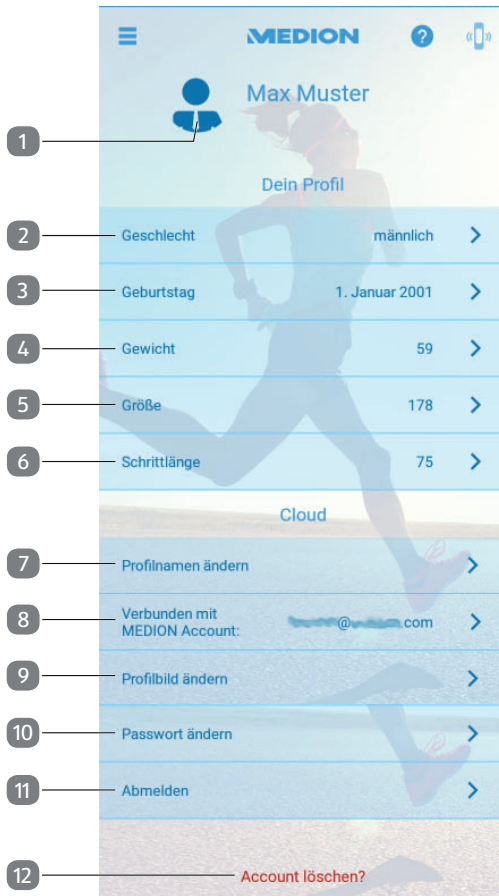 MEDION ?
Max Muster
1
Dein Profil
2 Geschlecht männlich
3 Geburtstag 1. Januar 2001
4 Gewicht 59
5 Größe 178
6 Schrittlänge 75
Cloud
7 Profilnamen ändern
8 Verbunden mit
MEDION Account: @ .com
9 Profilbild ändern
10 Passwort ändern
11 Abmelden
12 Account löschen?